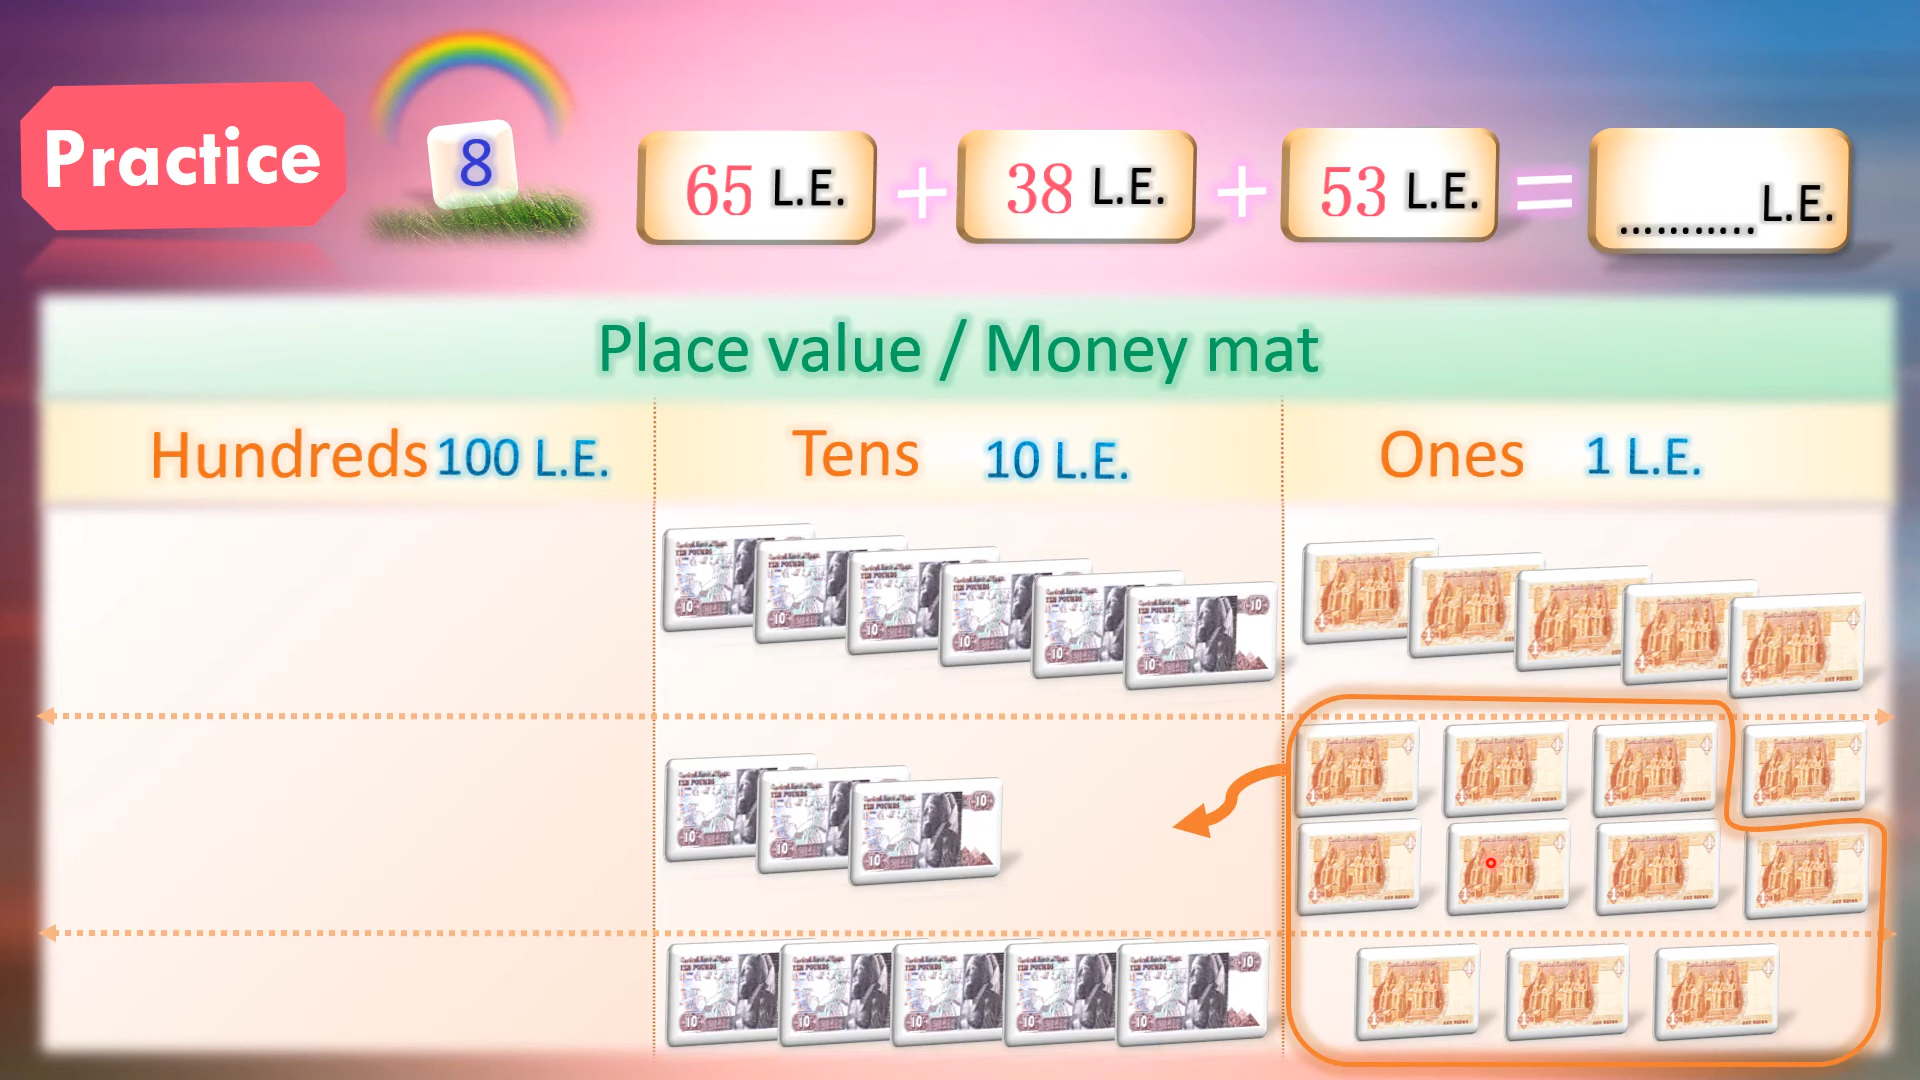 Practice 8
65 L.E. + 38 L.E. + 53 L.E. = ........... L.E.
Place value / Money mat
Hundreds 100 L.E. Tens 10 L.E. Ones 1 L.E.